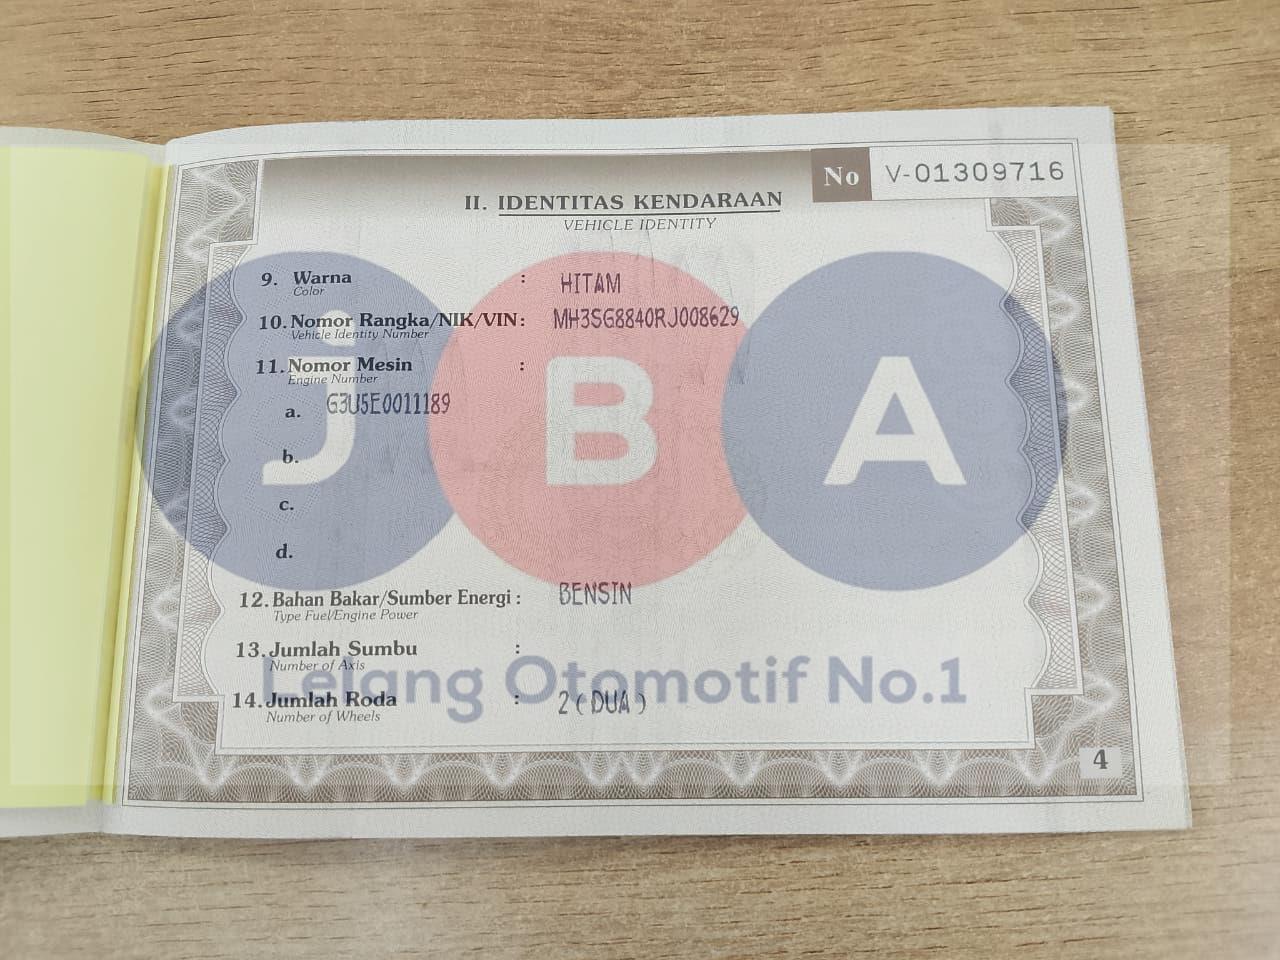 No V-01309716
II. IDENTITAS KENDARAAN
VEHICLE IDENTITY
9. Warna : HITAM
Color
10. Nomor Rangka/NIK/VIN : MH3SG8840RJ008629
Vehicle Identity Number
11. Nomor Mesin :
Engine Number
a. G3U5E0011189
b.
c.
d.
jBA
12. Bahan Bakar/Sumber Energi : BENSIN
Type Fuel/Engine Power
13. Jumlah Sumbu :
Number of Axis
Lelang Otomotif No.1
14. Jumlah Roda : 2 ( DUA )
Number of Wheels
4